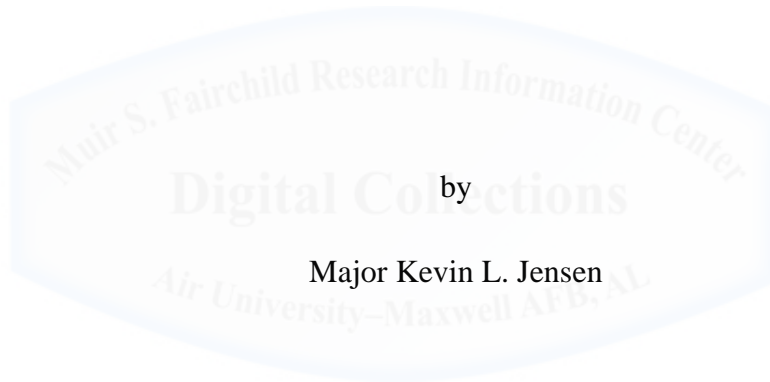 Muir S. Fairchild Research Information Center
Digital Collections
by
Major Kevin L. Jensen
Air University–Maxwell AFB, AL